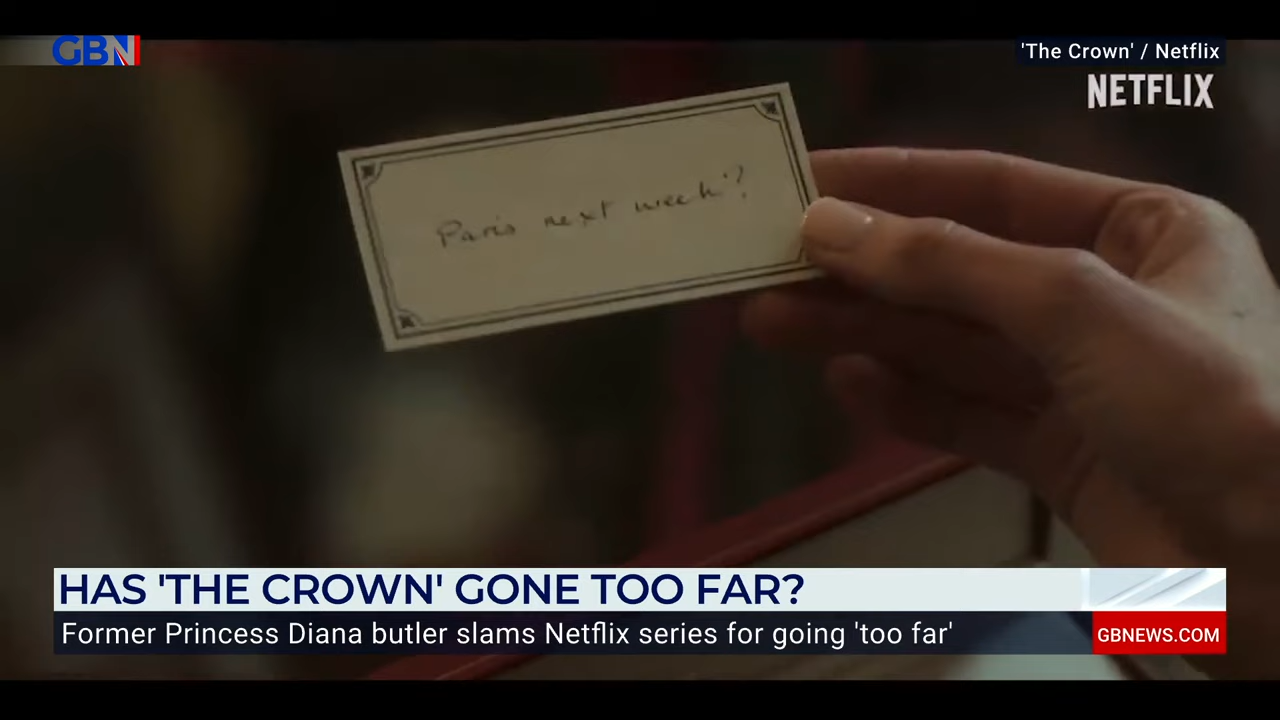 GBN
'The Crown' / Netflix
NETFLIX
Paris next week?
HAS 'THE CROWN' GONE TOO FAR?
Former Princess Diana butler slams Netflix series for going 'too far'
GBNEWS.COM